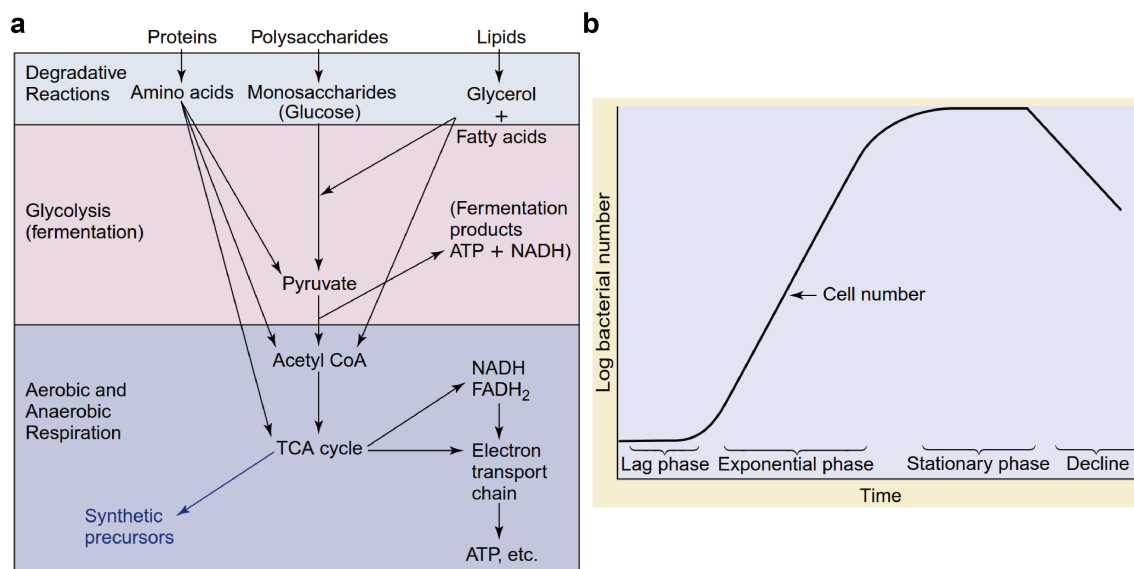 a
Proteins
Polysaccharides
Lipids
Degradative
Reactions
Amino acids
Monosaccharides
(Glucose)
Glycerol
+
Fatty acids
Glycolysis
(fermentation)
(Fermentation
products
ATP + NADH)
Pyruvate
Acetyl CoA
Aerobic and
Anaerobic
Respiration
NADH
FADH₂
TCA cycle
Electron
transport
chain
Synthetic
precursors
ATP, etc.
b
Log bacterial number
Cell number
Lag phase
Exponential phase
Stationary phase
Decline
Time